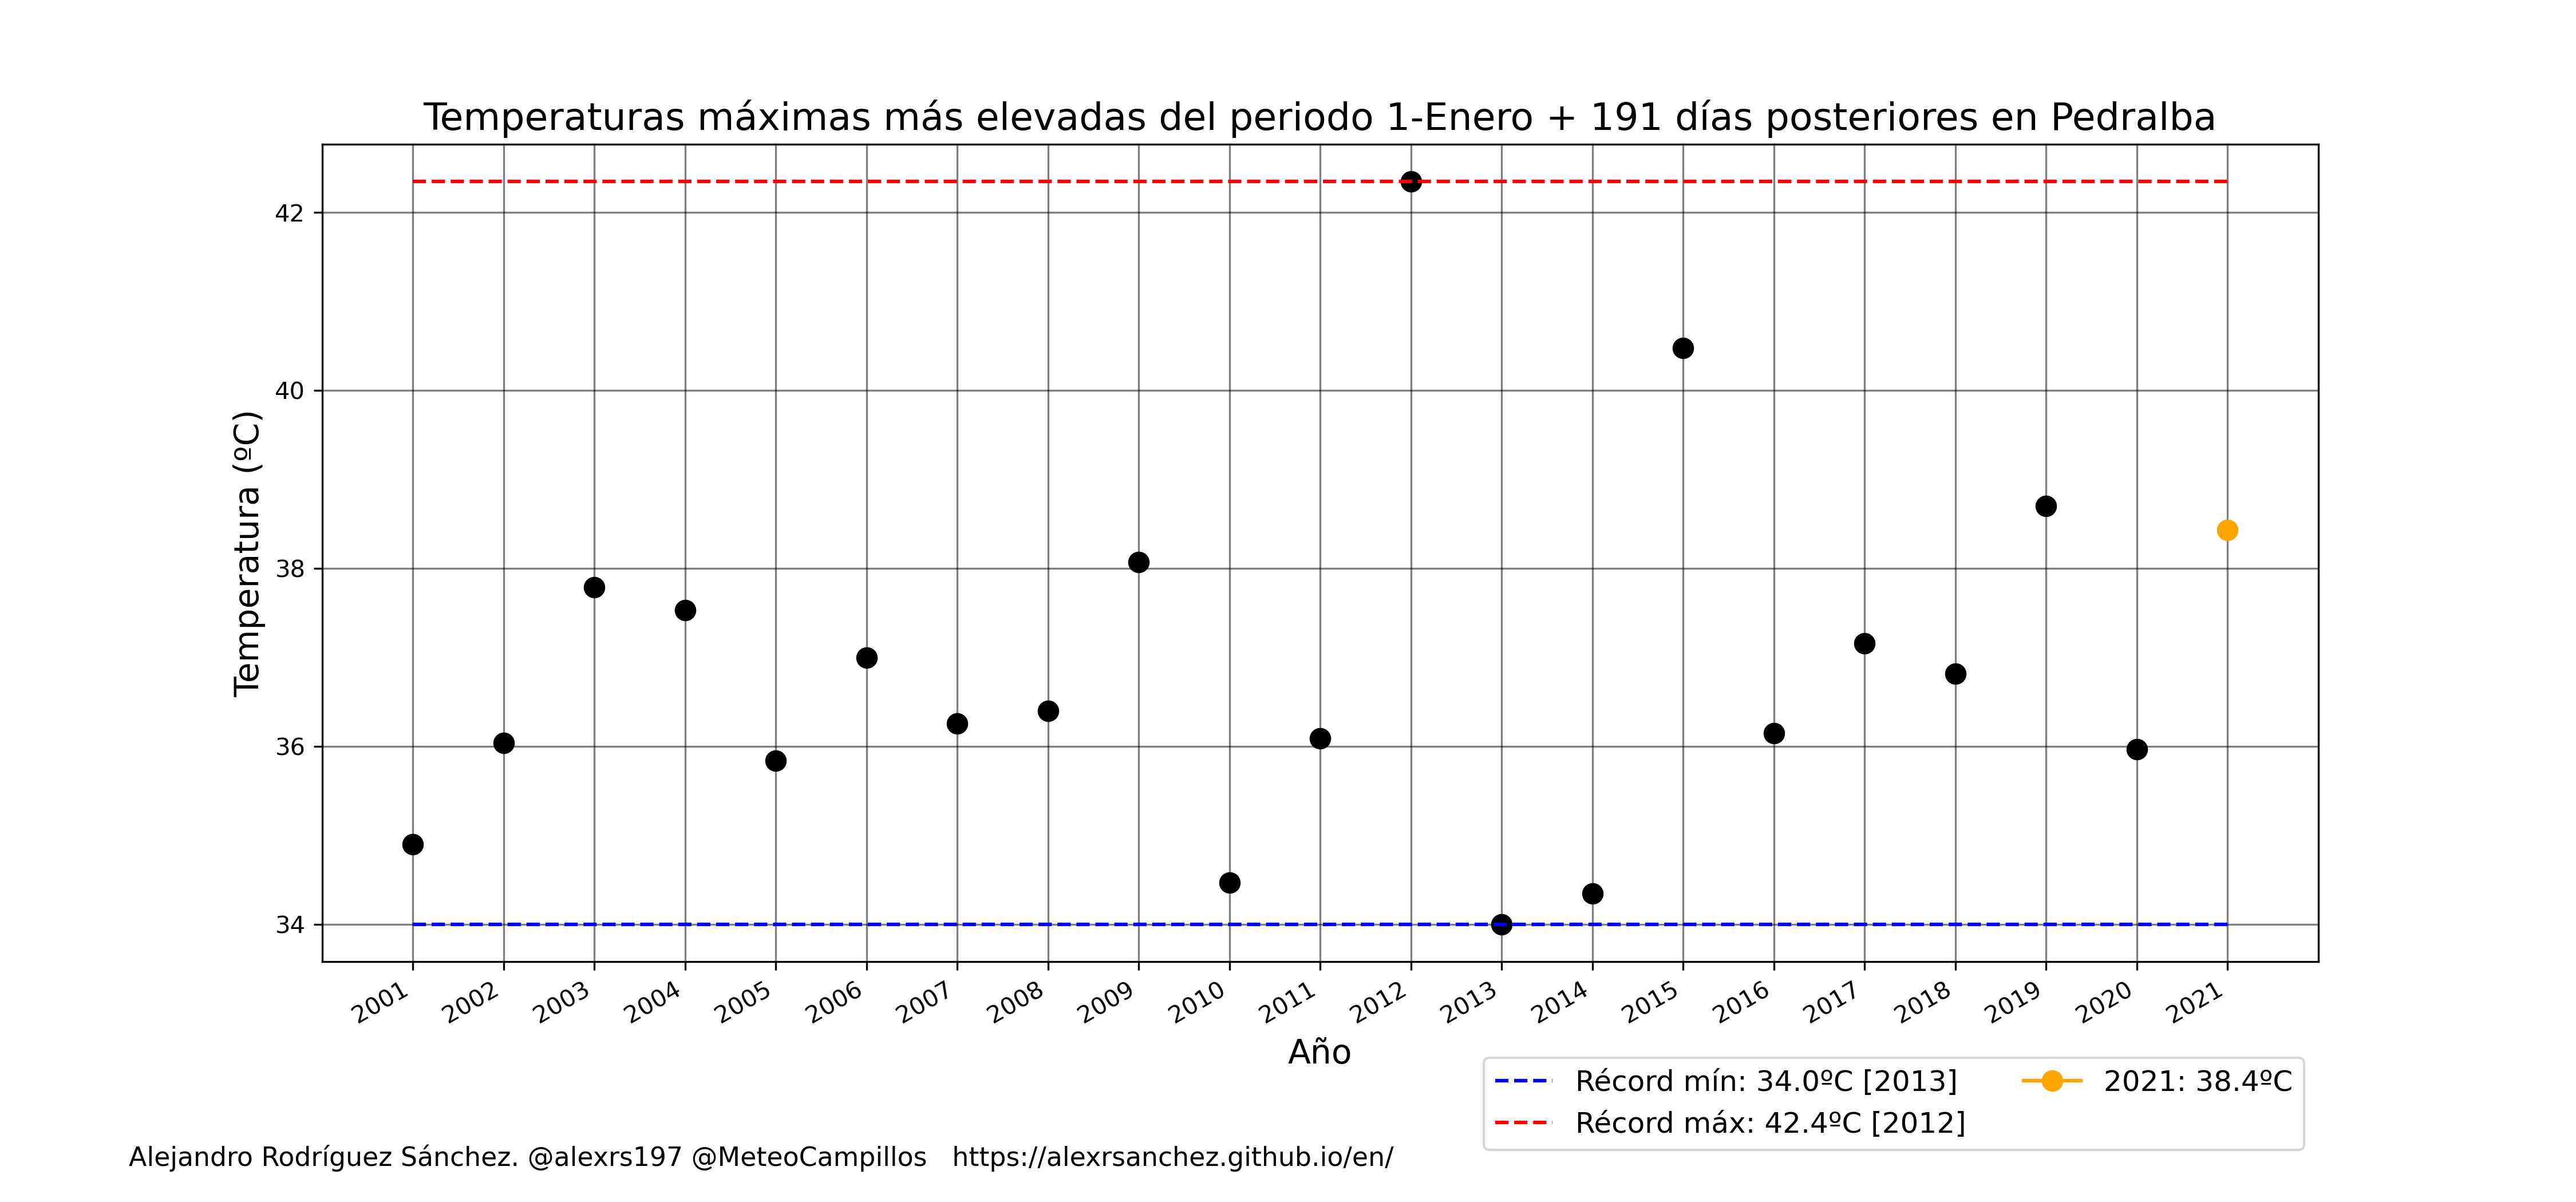 Temperaturas máximas más elevadas del periodo 1-Enero + 191 días posteriores en Pedralba
Temperatura (ºC)
42
40
38
36
34
2001 2002 2003 2004 2005 2006 2007 2008 2009 2010 2011 2012 2013 2014 2015 2016 2017 2018 2019 2020 2021
Año
Récord mín: 34.0ºC [2013]
Récord máx: 42.4ºC [2012]
2021: 38.4ºC
Alejandro Rodríguez Sánchez. @alexrs197 @MeteoCampillos https://alexrsanchez.github.io/en/